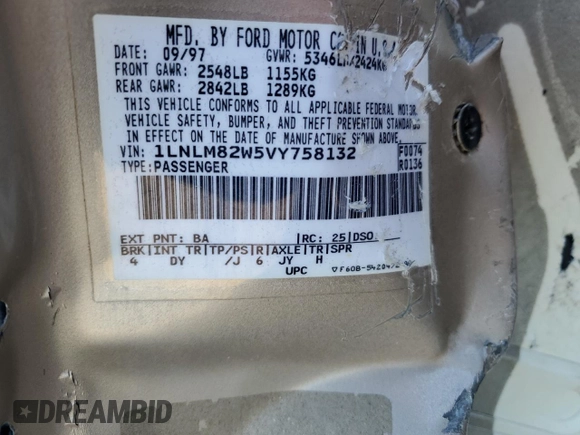 MFD. BY FORD MOTOR CO. IN U.S.A.
DATE: 09/97 GVWR: 5346LB/2424KG
FRONT GAWR: 2548LB 1155KG
REAR GAWR: 2842LB 1289KG
THIS VEHICLE CONFORMS TO ALL APPLICABLE FEDERAL MOTOR
VEHICLE SAFETY, BUMPER, AND THEFT PREVENTION STANDARDS
IN EFFECT ON THE DATE OF MANUFACTURE SHOWN ABOVE.
VIN: 1LNLM82W5VY758132 F0074
TYPE: PASSENGER R0136
EXT PNT: BA RC: 25 DSO
BRK INT TR TP/PS R AXLE TR SPR
4 DY /J 6 JY H
UPC
DREAMBID